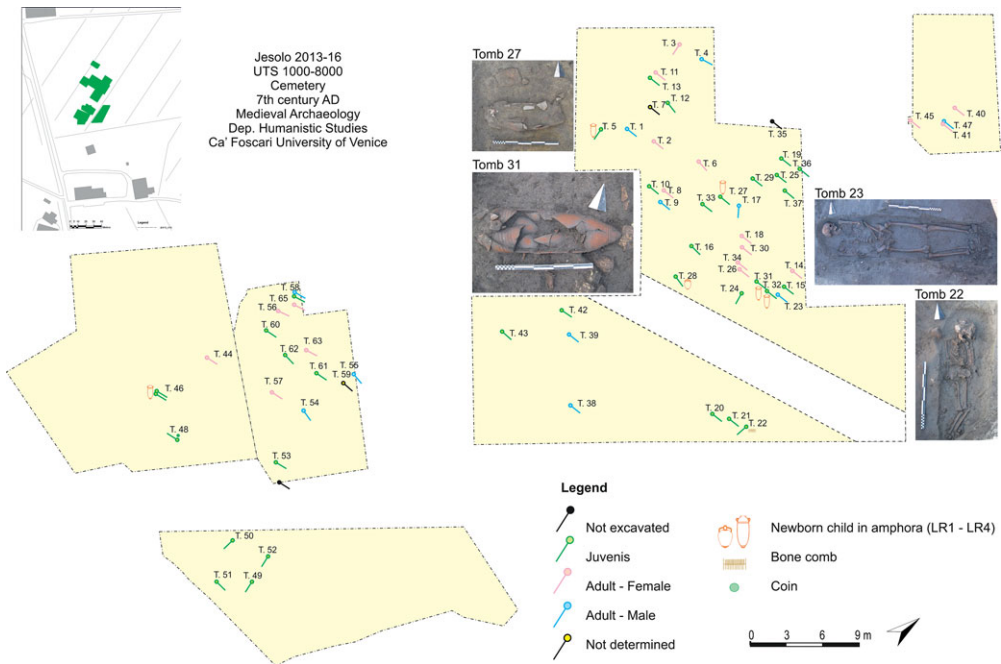 Jesolo 2013-16
UTS 1000-8000
Cemetery
7th century AD
Medieval Archaeology
Dep. Humanistic Studies
Ca' Foscari University of Venice
Legend
Tomb 27
Tomb 31
Tomb 23
Tomb 22
T. 3
T. 4
T. 11
T. 13
T. 7
T. 12
T. 5
T. 1
T. 2
T. 35
T. 6
T. 19
T. 36
T. 29
T. 25
T. 10
T. 8
T. 9
T. 33
T. 27
T. 17
T. 37
T. 18
T. 30
T. 16
T. 34
T. 26
T. 14
T. 28
T. 31
T. 32
T. 15
T. 24
T. 23
T. 45
T. 40
T. 47
T. 41
T. 42
T. 43
T. 39
T. 38
T. 20
T. 21
T. 22
T. 58
T. 65
T. 56
T. 60
T. 63
T. 62
T. 44
T. 61
T. 55
T. 59
T. 57
T. 54
T. 46
T. 48
T. 53
T. 50
T. 52
T. 51
T. 49
Legend
Not excavated
Juvenis
Adult - Female
Adult - Male
Not determined
Newborn child in amphora (LR1 - LR4)
Bone comb
Coin
0 3 6 9 m